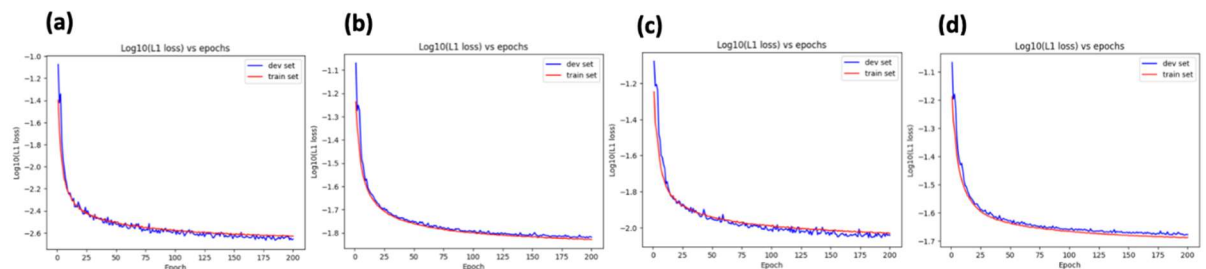 (a)
Log10(L1 loss) vs epochs
dev set
train set
Log10(L1 loss)
−1.0
−1.2
−1.4
−1.6
−1.8
−2.0
−2.2
−2.4
−2.6
0 25 50 75 100 125 150 175 200
Epoch
(b)
Log10(L1 loss) vs epochs
dev set
train set
Log10(L1 loss)
−1.1
−1.2
−1.3
−1.4
−1.5
−1.6
−1.7
−1.8
0 25 50 75 100 125 150 175 200
Epoch
(c)
Log10(L1 loss) vs epochs
dev set
train set
Log10(L1 loss)
−1.2
−1.4
−1.6
−1.8
−2.0
0 25 50 75 100 125 150 175 200
Epoch
(d)
Log10(L1 loss) vs epochs
dev set
train set
Log10(L1 loss)
−1.1
−1.2
−1.3
−1.4
−1.5
−1.6
−1.7
0 25 50 75 100 125 150 175 200
Epoch